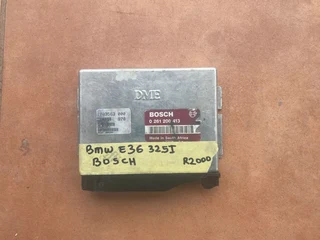 DME
BOSCH
0 261 200 413
Made in South Africa
BMW E36 325I
BOSCH R2000